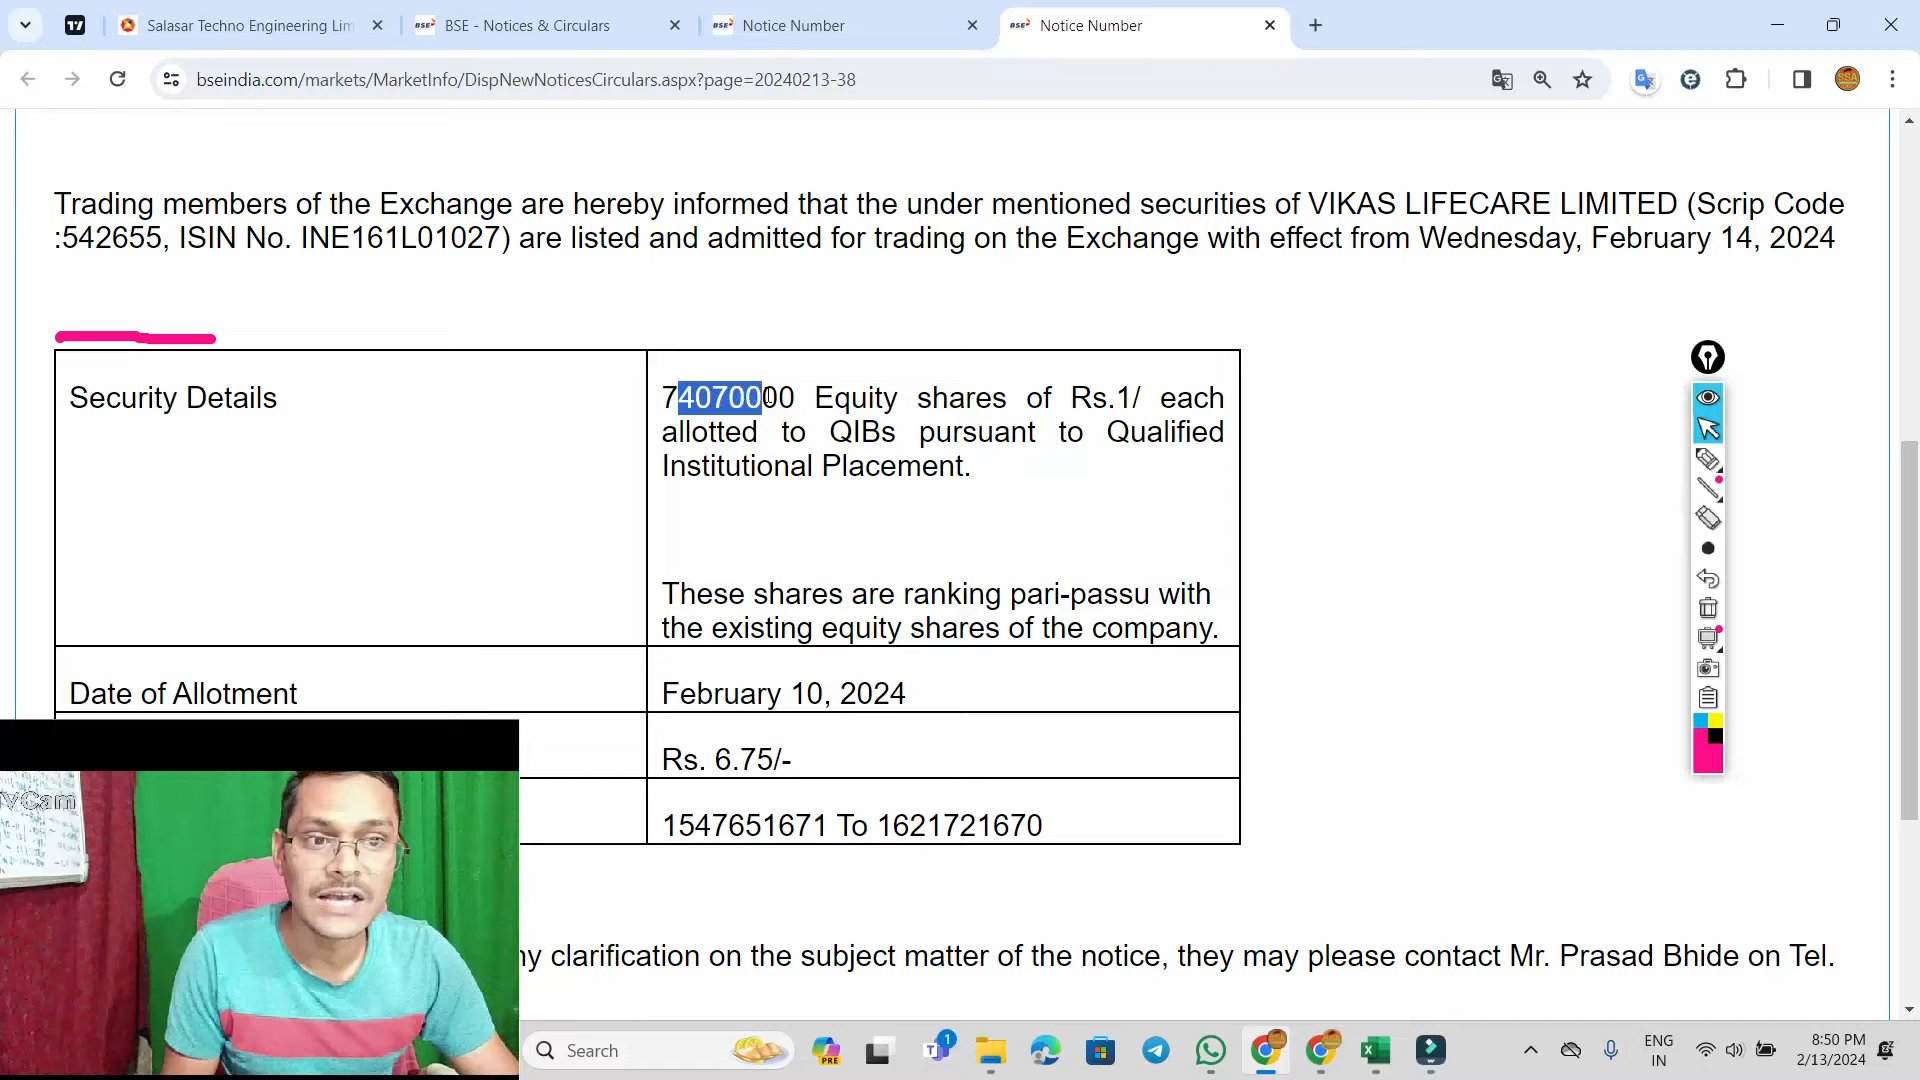 Salasar Techno Engineering Lim
BSE - Notices & Circulars
Notice Number
Notice Number
bseindia.com/markets/MarketInfo/DispNewNoticesCirculars.aspx?page=20240213-38
Trading members of the Exchange are hereby informed that the under mentioned securities of VIKAS LIFECARE LIMITED (Scrip Code
:542655, ISIN No. INE161L01027) are listed and admitted for trading on the Exchange with effect from Wednesday, February 14, 2024
Security Details
74070000 Equity shares of Rs.1/ each
allotted to QIBs pursuant to Qualified
Institutional Placement.
These shares are ranking pari-passu with
the existing equity shares of the company.
Date of Allotment
February 10, 2024
Rs. 6.75/-
1547651671 To 1621721670
clarification on the subject matter of the notice, they may please contact Mr. Prasad Bhide on Tel.
Search
PRE
1
ENG
IN
8:50 PM
2/13/2024